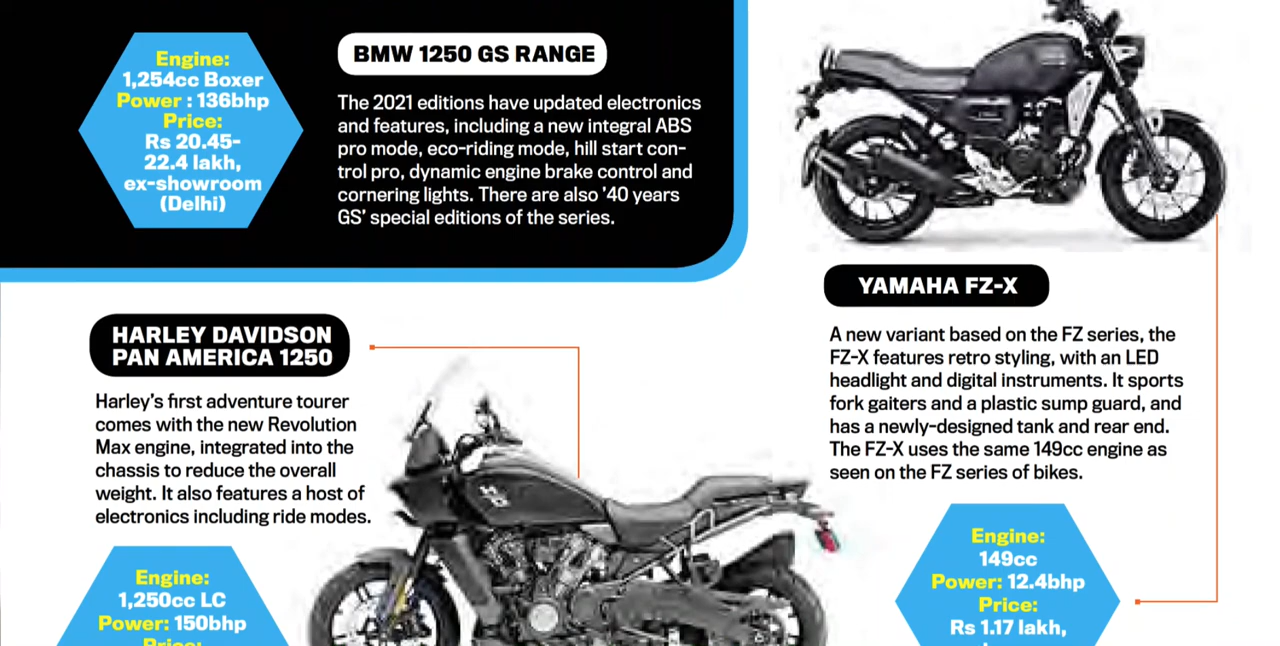 Engine:
1,254cc Boxer
Power : 136bhp
Price:
Rs 20.45-
22.4 lakh,
ex-showroom
(Delhi)
BMW 1250 GS RANGE
The 2021 editions have updated electronics
and features, including a new integral ABS
pro mode, eco-riding mode, hill start con-
trol pro, dynamic engine brake control and
cornering lights. There are also '40 years
GS' special editions of the series.
HARLEY DAVIDSON
PAN AMERICA 1250
Harley's first adventure tourer
comes with the new Revolution
Max engine, integrated into the
chassis to reduce the overall
weight. It also features a host of
electronics including ride modes.
Engine:
1,250cc LC
Power: 150bhp
Price:
YAMAHA FZ-X
A new variant based on the FZ series, the
FZ-X features retro styling, with an LED
headlight and digital instruments. It sports
fork gaiters and a plastic sump guard, and
has a newly-designed tank and rear end.
The FZ-X uses the same 149cc engine as
seen on the FZ series of bikes.
Engine:
149cc
Power: 12.4bhp
Price:
Rs 1.17 lakh,